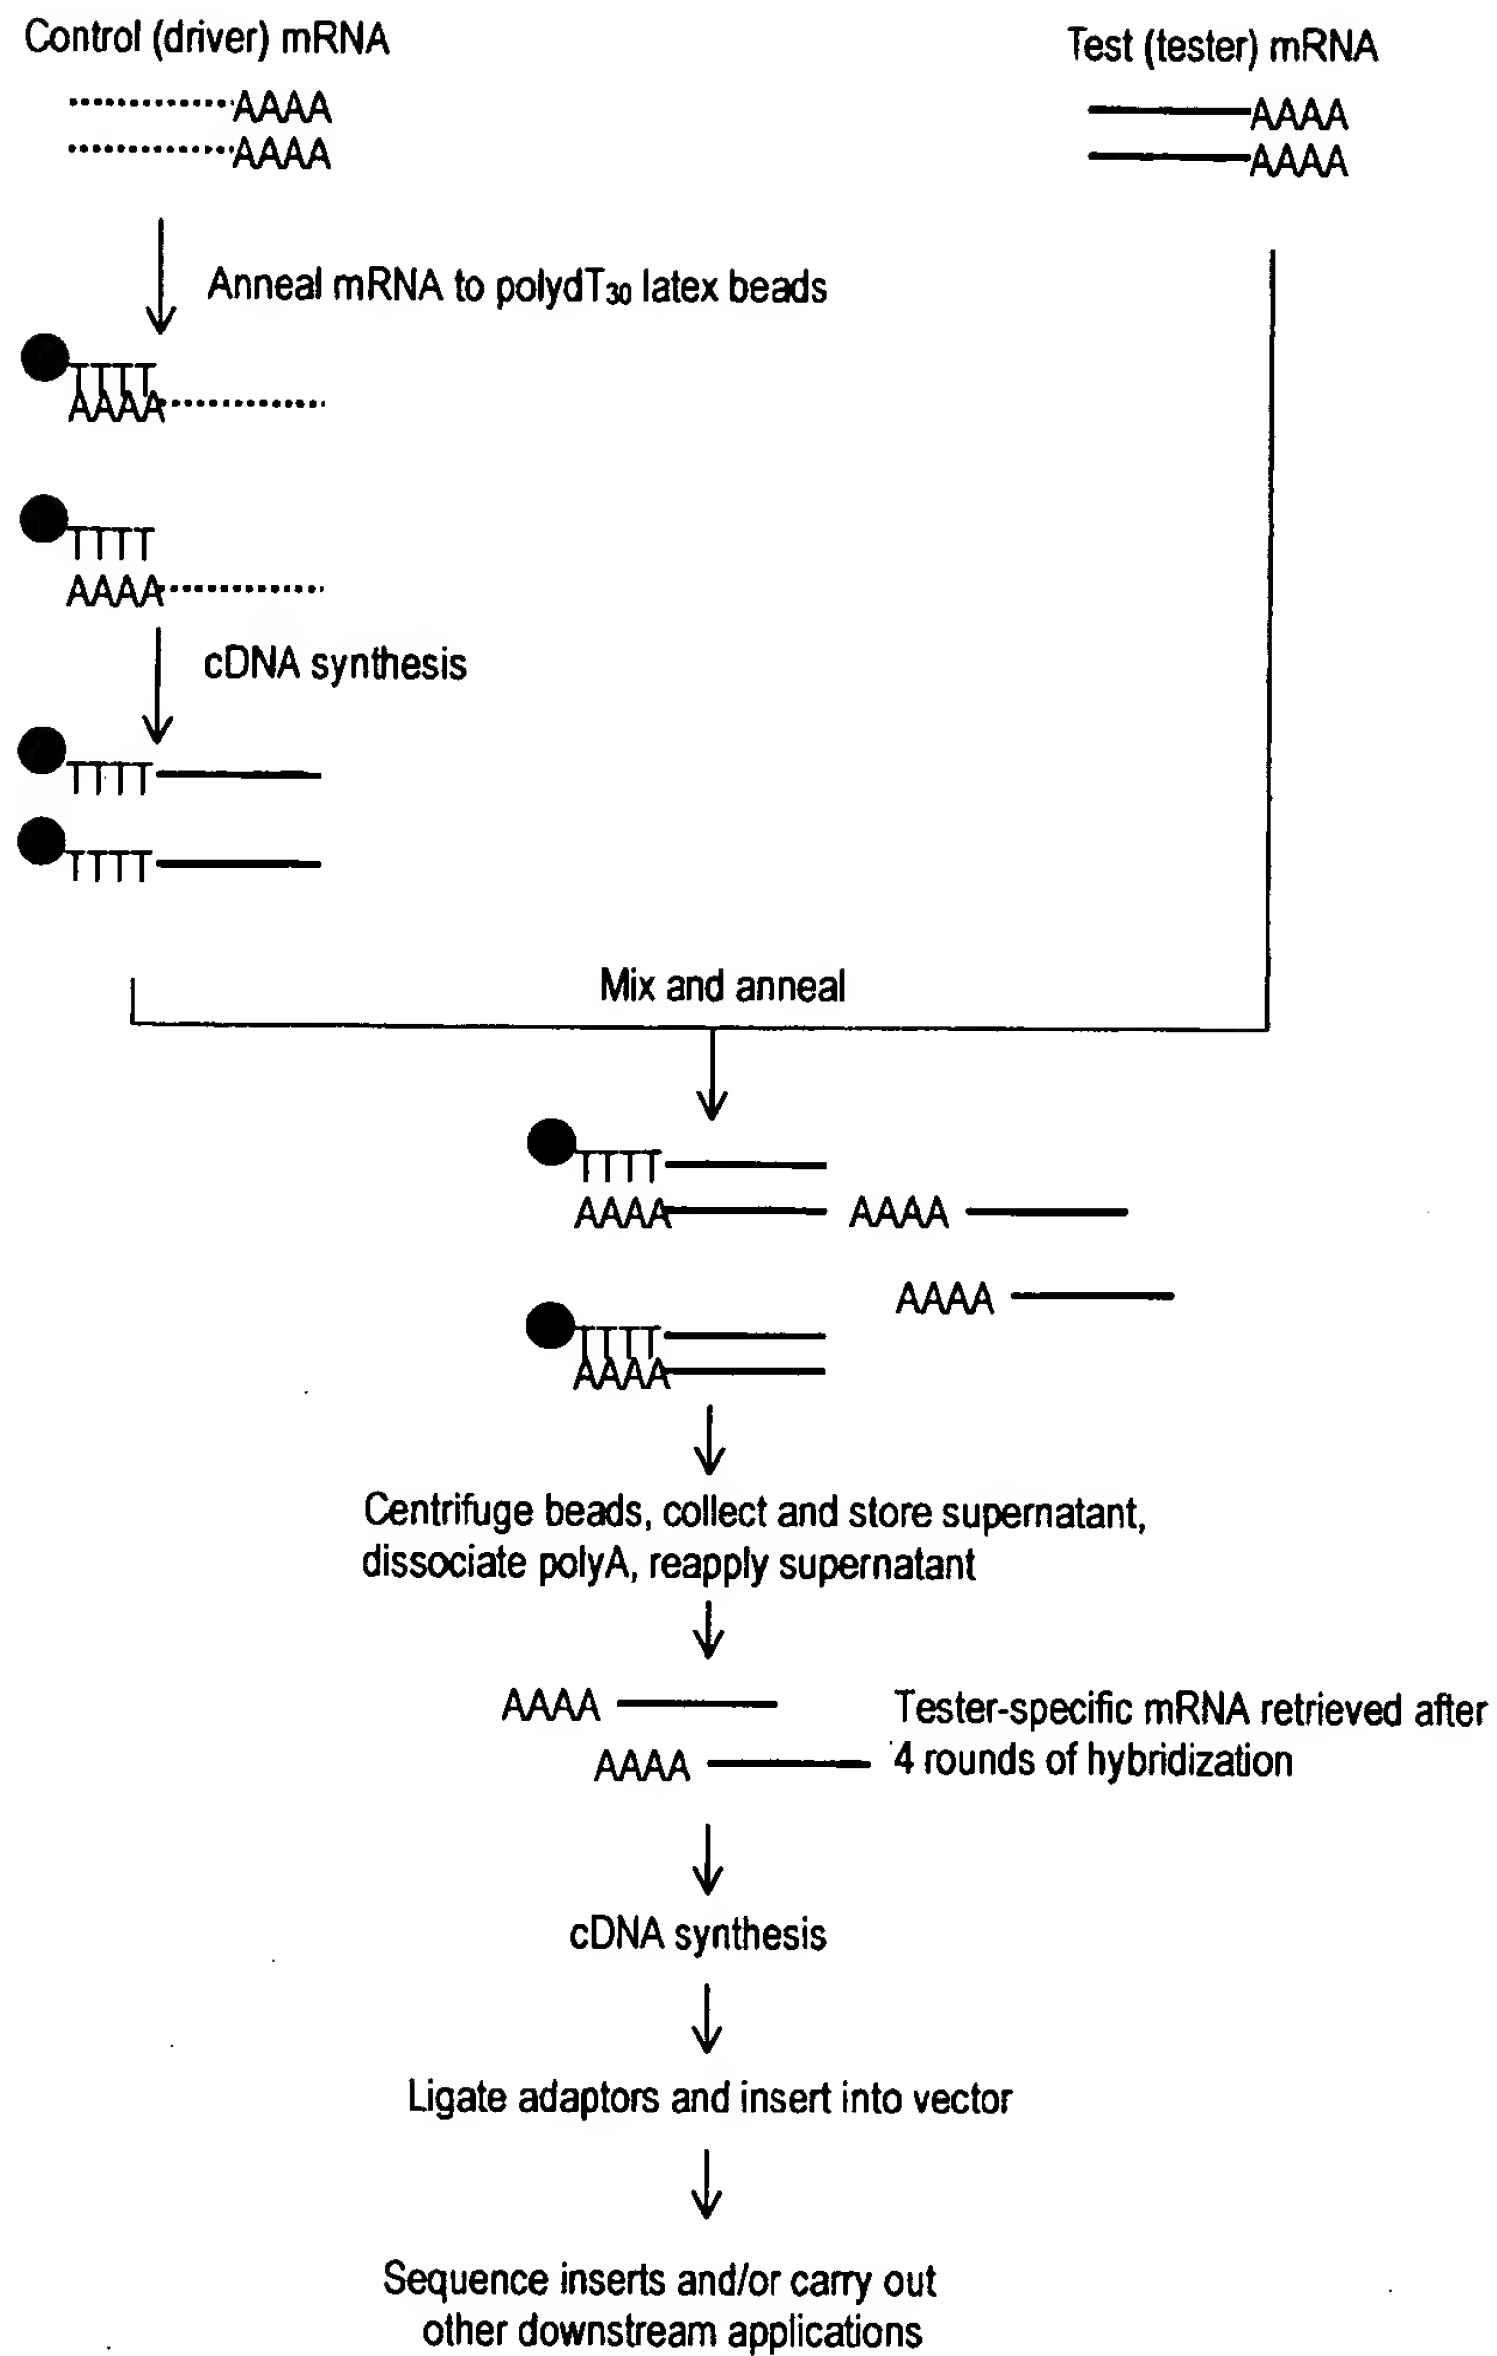 Control (driver) mRNA
Test (tester) mRNA
AAAA
AAAA
AAAA
AAAA
Anneal mRNA to polydT30 latex beads
TTTT
AAAA
TTTT
AAAA
cDNA synthesis
TTTT
TTTT
Mix and anneal
TTTT
AAAA AAAA
AAAA
TTTT
AAAA
Centrifuge beads, collect and store supernatant,
dissociate polyA, reapply supernatant
AAAA
Tester-specific mRNA retrieved after
AAAA
4 rounds of hybridization
cDNA synthesis
Ligate adaptors and insert into vector
Sequence inserts and/or carry out
other downstream applications